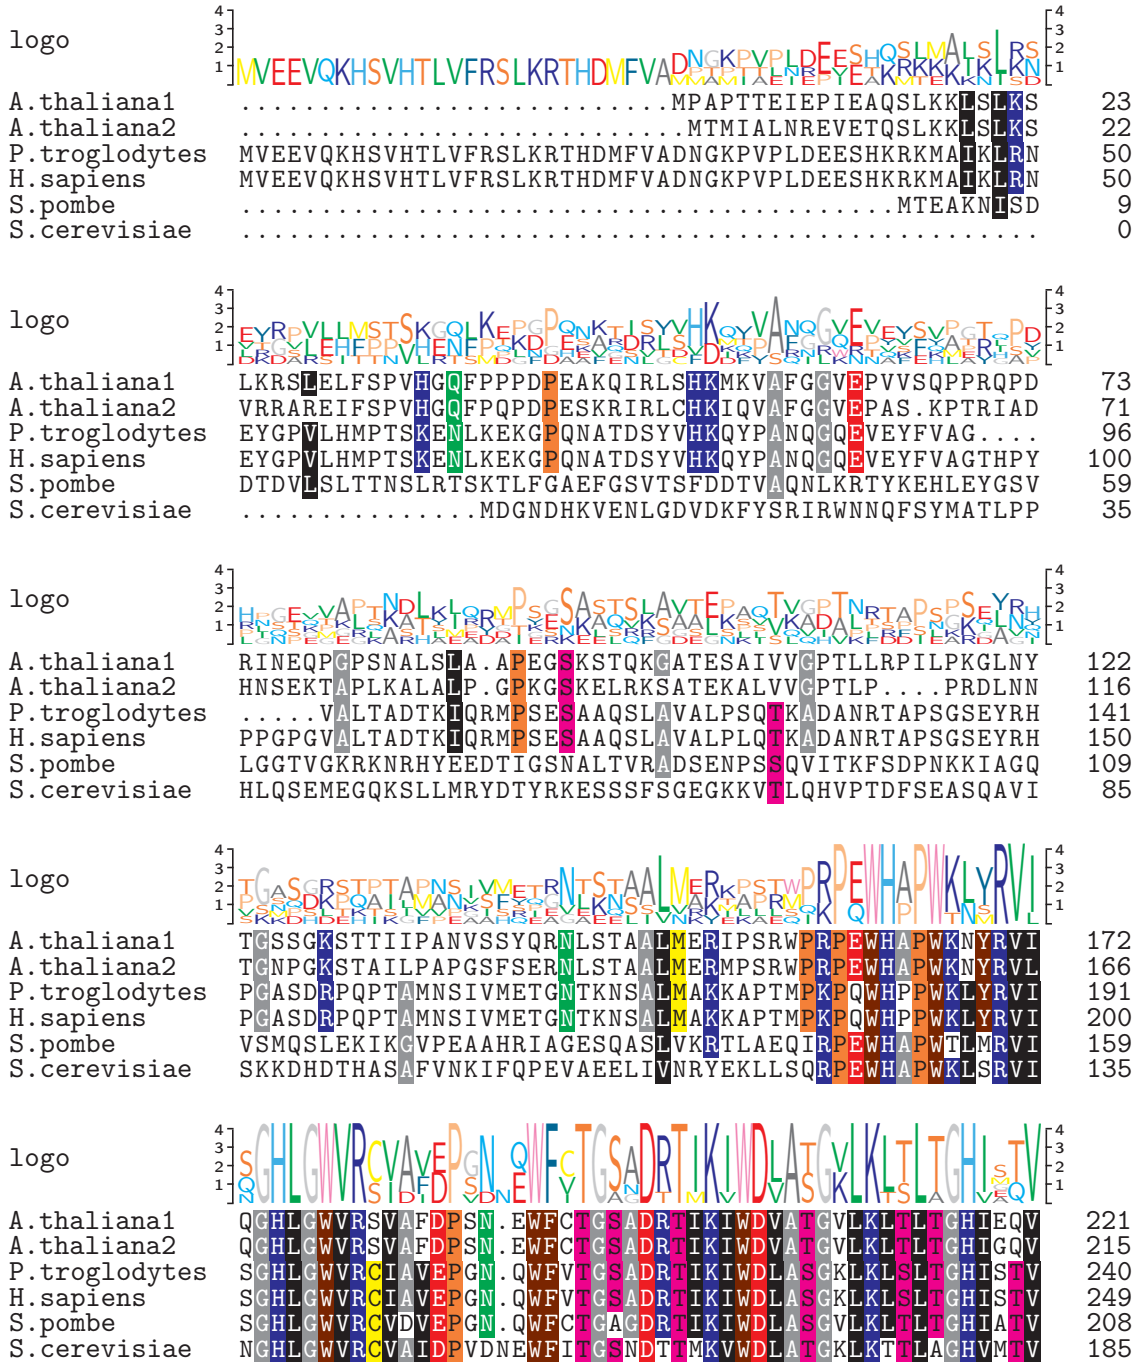 logo
A.thaliana1 ...........................MPAPTTEIEPIEAQSLKKLSLKS 23
A.thaliana2 ............................MTMIALNREVETQSLKKLSLKS 22
P.troglodytes MVEEVQKHSVHTLVFRSLKRTHDMFVADNGKPVPLDEESHKRKMAIKLRN 50
H.sapiens MVEEVQKHSVHTLVFRSLKRTHDMFVADNGKPVPLDEESHKRKMAIKLRN 50
S.pombe .........................................MTEAKNISD 9
S.cerevisiae .................................................. 0
logo
A.thaliana1 LKRSLELFSPVHGQFPPPDPEAKQIRLSHKMKVAFGGVEPVVSQPPRQPD 73
A.thaliana2 VRRAREIFSPVHGQFPQPDPESKRIRLCHKIQVAFGGVEPAS.KPTRIAD 71
P.troglodytes EYGPVLHMPTSKENLKEKGPQNATDSYVHKQYPANQGQEVEYFVAG.... 96
H.sapiens EYGPVLHMPTSKENLKEKGPQNATDSYVHKQYPANQGQEVEYFVAGTHPY 100
S.pombe DTDVLSLTTNSLRTSKTLFGAEFGSVTSFDDTVAQNLKRTYKEHLEYGSV 59
S.cerevisiae ...............MDGNDHKVENLGDVDKFYSRIRWNNQFSYMATLPP 35
logo
A.thaliana1 RINEQPGPSNALSLA.APEGSKSTQKGATESAIVVGPTLLRPILPKGLNY 122
A.thaliana2 HNSEKTAPLKALALP.GPKGSKELRKSATEKALVVGPTLP....PRDLNN 116
P.troglodytes .....VALTADTKIQRMPSESAAQSLAVALPSQTKADANRTAPSGSEYRH 141
H.sapiens PPGPGVALTADTKIQRMPSESAAQSLAVALPLQTKADANRTAPSGSEYRH 150
S.pombe LGGTVGKRKNRHYEEDTIGSNALTVRADSENPSSQVITKFSDPNKKIAGQ 109
S.cerevisiae HLQSEMEGQKSLLMRYDTYRKESSSFSGEGKKVTLQHVPTDFSEASQAVI 85
logo
A.thaliana1 TGSSGKSTTIIPANVSSYQRNLSTAALMERIPSRWPRPEWHAPWKNYRVI 172
A.thaliana2 TGNPGKSTAILPAPGSFSERNLSTAALMERMPSRWPRPEWHAPWKNYRVL 166
P.troglodytes PGASDRPQPTAMNSIVMETGNTKNSALMAKKAPTMPKPQWHPPWKLYRVI 191
H.sapiens PGASDRPQPTAMNSIVMETGNTKNSALMAKKAPTMPKPQWHPPWKLYRVI 200
S.pombe VSMQSLEKIKGVPEAAHRIAGESQASLVKRTLAEQIRPEWHAPWTLMRVI 159
S.cerevisiae SKKDHDTHASAFVNKIFQPEVAEELIVNRYEKLLSQRPEWHAPWKLSRVI 135
logo
A.thaliana1 QGHLGWVRSVAFDPSN.EWFCTGSADRTIKIWDVATGVLKLTLTGHIEQV 221
A.thaliana2 QGHLGWVRSVAFDPSN.EWFCTGSADRTIKIWDVATGVLKLTLTGHIGQV 215
P.troglodytes SGHLGWVRCIAVEPGN.QWFVTGSADRTIKIWDLASGKLKLSLTGHISTV 240
H.sapiens SGHLGWVRCIAVEPGN.QWFVTGSADRTIKIWDLASGKLKLSLTGHISTV 249
S.pombe SGHLGWVRCVDVEPGN.QWFCTGAGDRTIKIWDLASGVLKLTLTGHIATV 208
S.cerevisiae NGHLGWVRCVAIDPVDNEWFITGSNDTTMKVWDLATGKLKTTLAGHVMTV 185